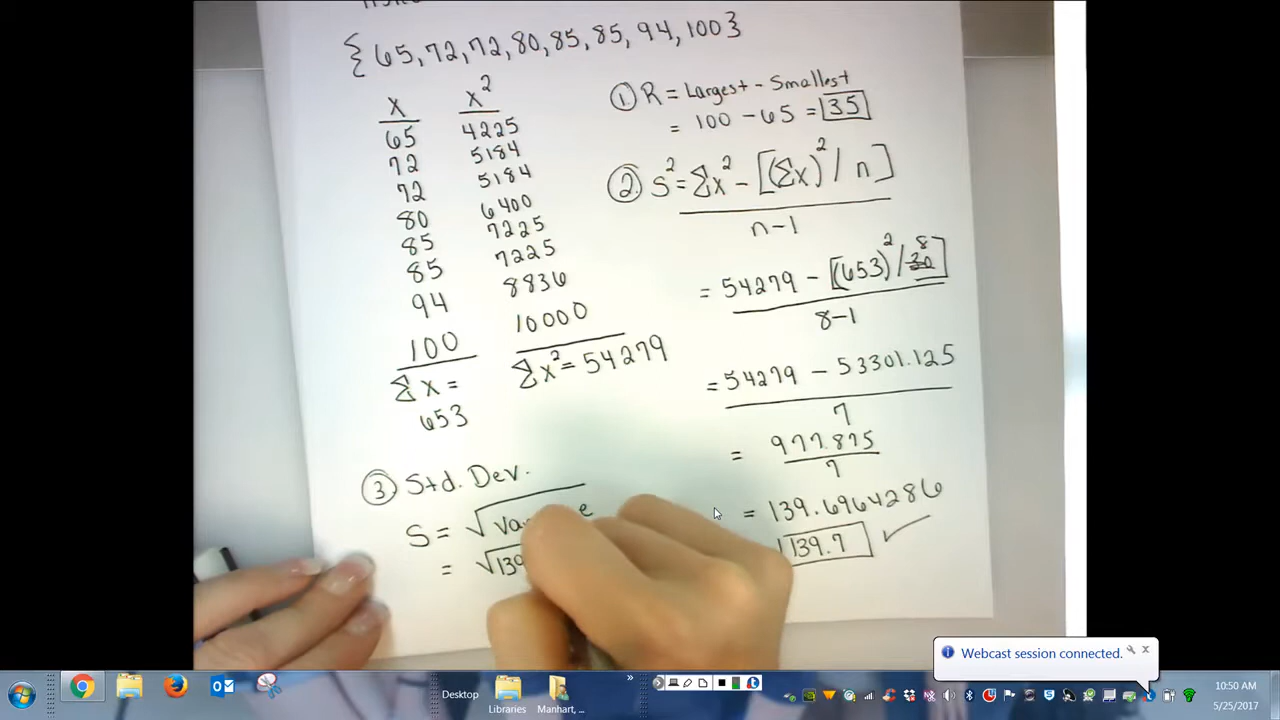 {65,72,72,80,85,85,94,100}
x
65
72
72
80
85
85
94
100
Σx =
653
x²
4225
5184
5184
6400
7225
7225
8836
10000
Σx² = 54279
① R = Largest - Smallest
= 100 - 65 = 35
② S² = Σx² - [(Σx)² / n]
n-1
= 54279 - [(653)² / 8]
8-1
= 54279 - 53301.125
7
= 977.875
7
= 139.6964286
139.7 ✓
③ Std. Dev.
S =
= √139
Webcast session connected.
Desktop
Libraries
Manhart, ...
10:50 AM
5/25/2017